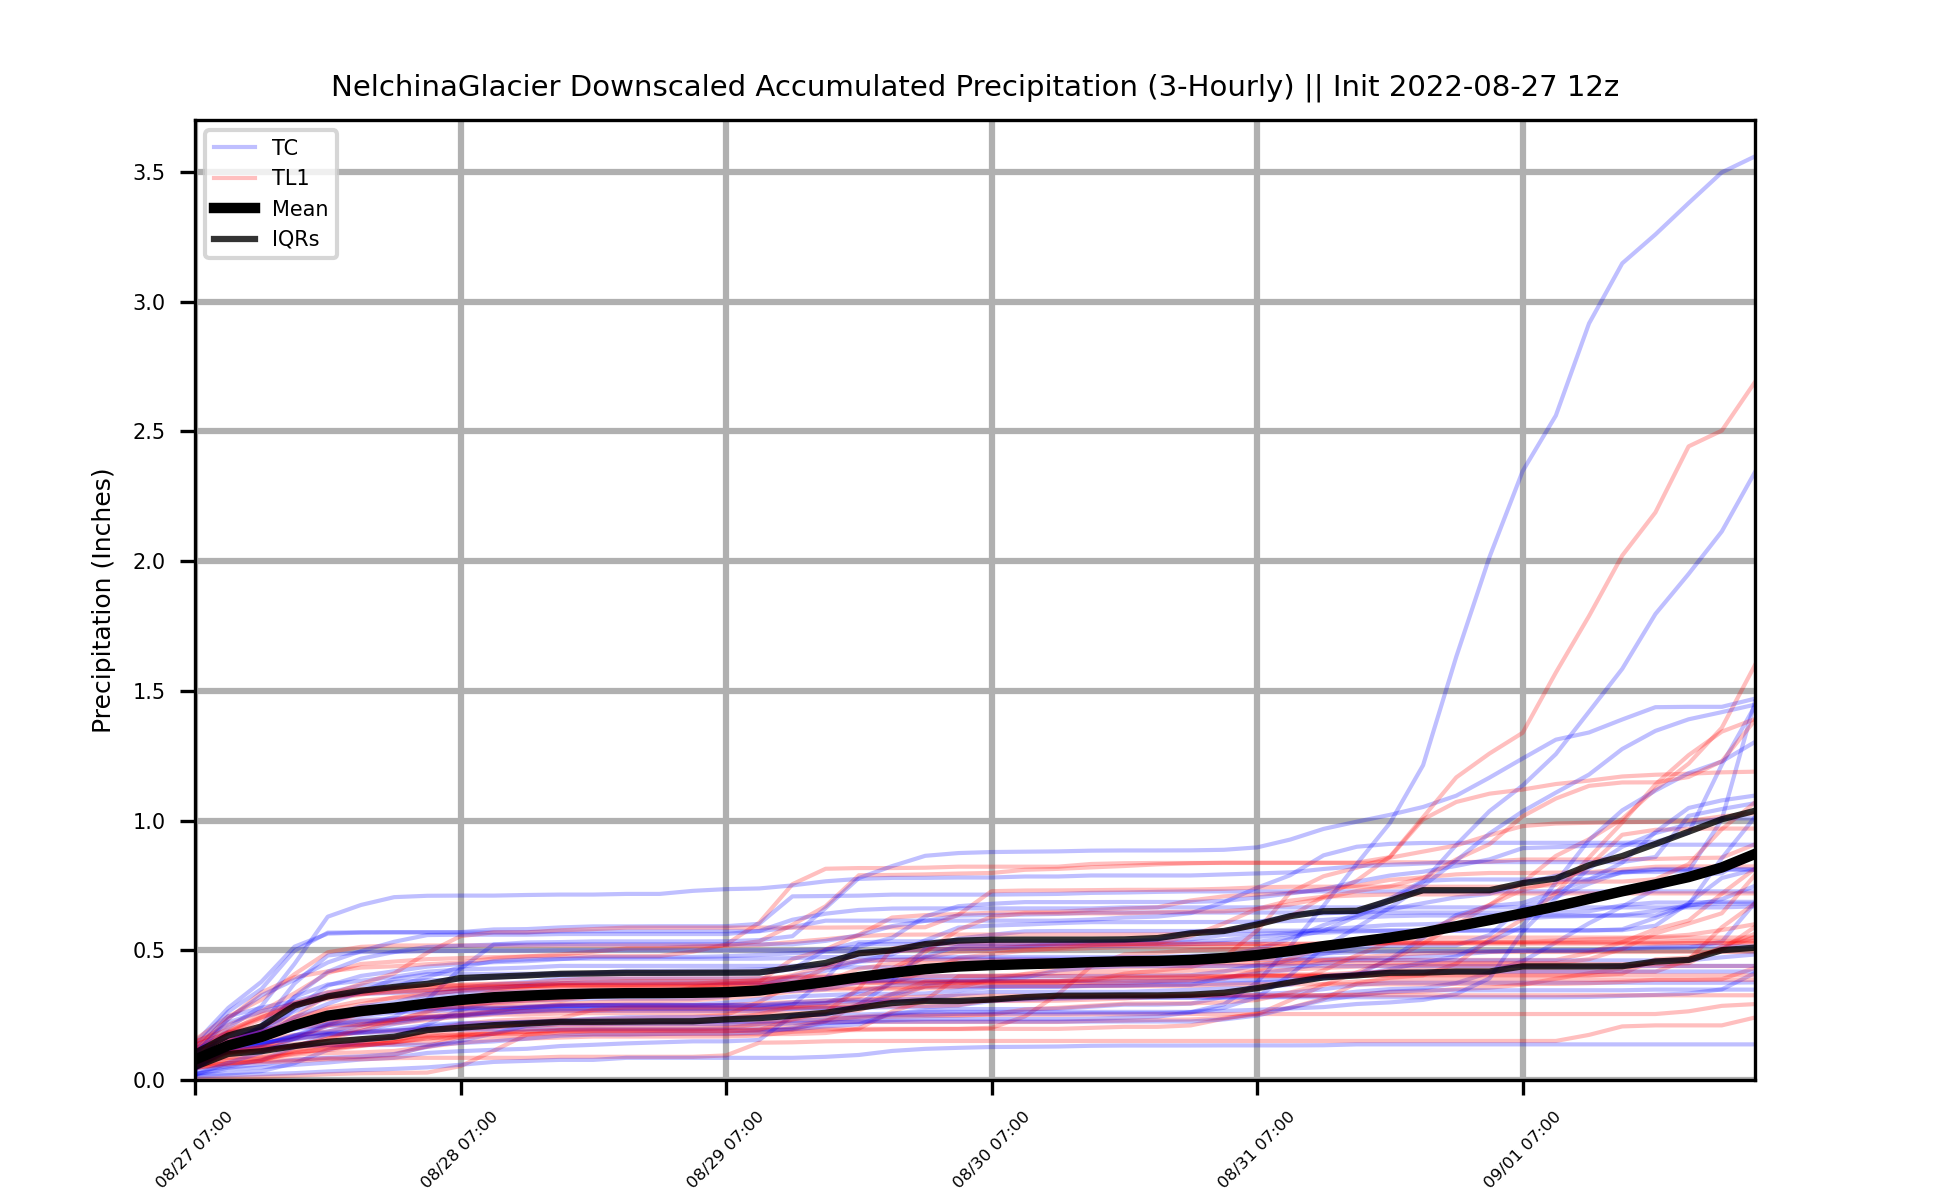 NelchinaGlacier Downscaled Accumulated Precipitation (3-Hourly) || Init 2022-08-27 12z
TC
TL1
Mean
IQRs
Precipitation (Inches)
3.5
3.0
2.5
2.0
1.5
1.0
0.5
0.0
08/27 07:00
08/28 07:00
08/29 07:00
08/30 07:00
08/31 07:00
09/01 07:00